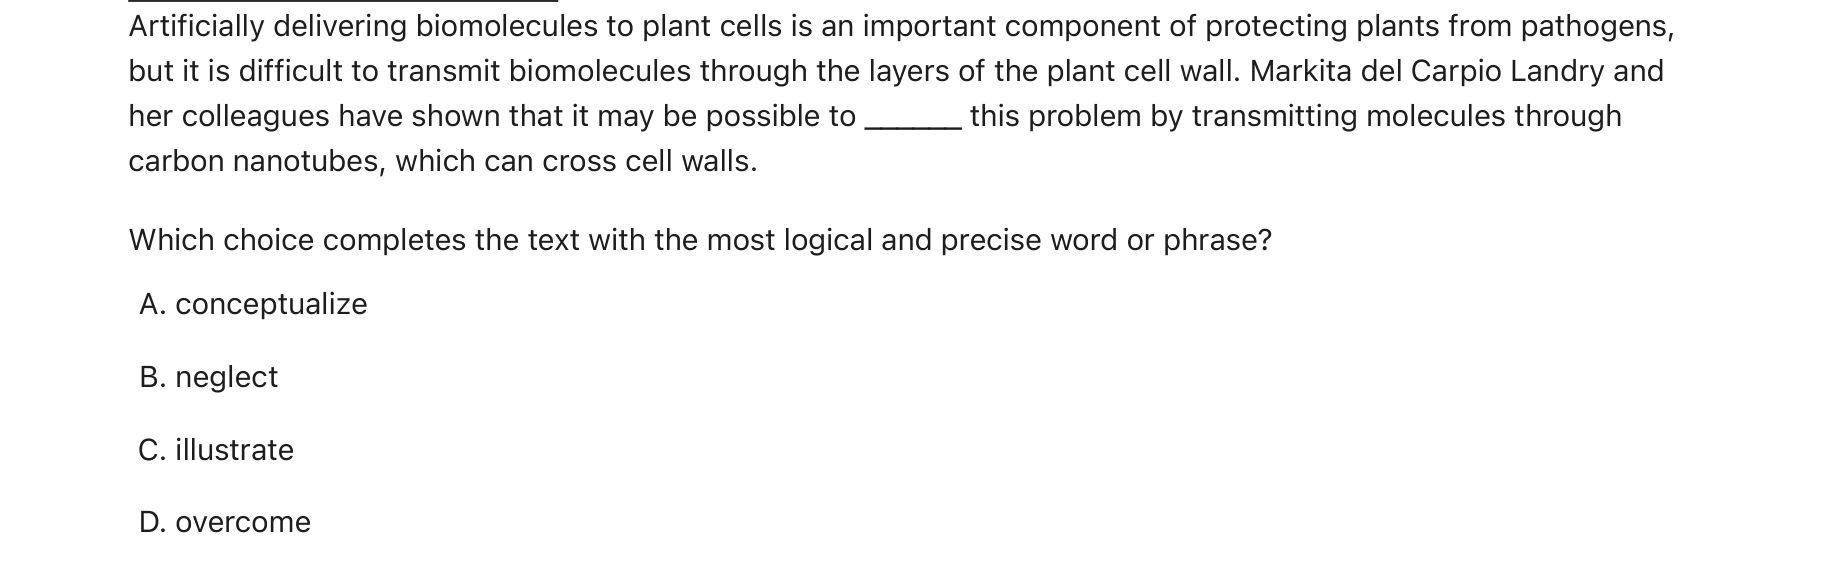 Artificially delivering biomolecules to plant cells is an important component of protecting plants from pathogens,
but it is difficult to transmit biomolecules through the layers of the plant cell wall. Markita del Carpio Landry and
her colleagues have shown that it may be possible to ______ this problem by transmitting molecules through
carbon nanotubes, which can cross cell walls.
Which choice completes the text with the most logical and precise word or phrase?
A. conceptualize
B. neglect
C. illustrate
D. overcome